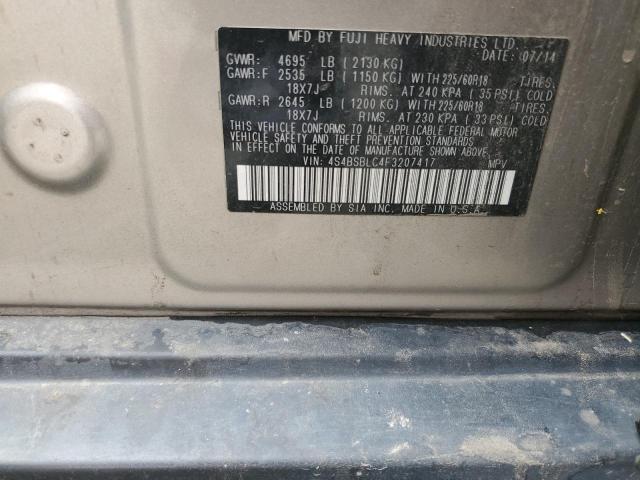 MFD BY FUJI HEAVY INDUSTRIES LTD.
DATE: 07/14
GVWR: 4695 LB (2130 KG)
GAWR:F 2535 LB (1150 KG) WITH 225/60R18 TIRES
18X7J RIMS. AT 240 KPA (35 PSI) COLD
GAWR:R 2645 LB (1200 KG) WITH 225/60R18 TIRES
18X7J RIMS. AT 230 KPA (33 PSI) COLD
THIS VEHICLE CONFORMS TO ALL APPLICABLE FEDERAL MOTOR
VEHICLE SAFETY AND THEFT PREVENTION STANDARDS
IN EFFECT ON THE DATE OF MANUFACTURE SHOWN ABOVE.
VIN: 4S4BSBLC4F3207417 MPV
ASSEMBLED BY SIA INC. MADE IN U.S.A.